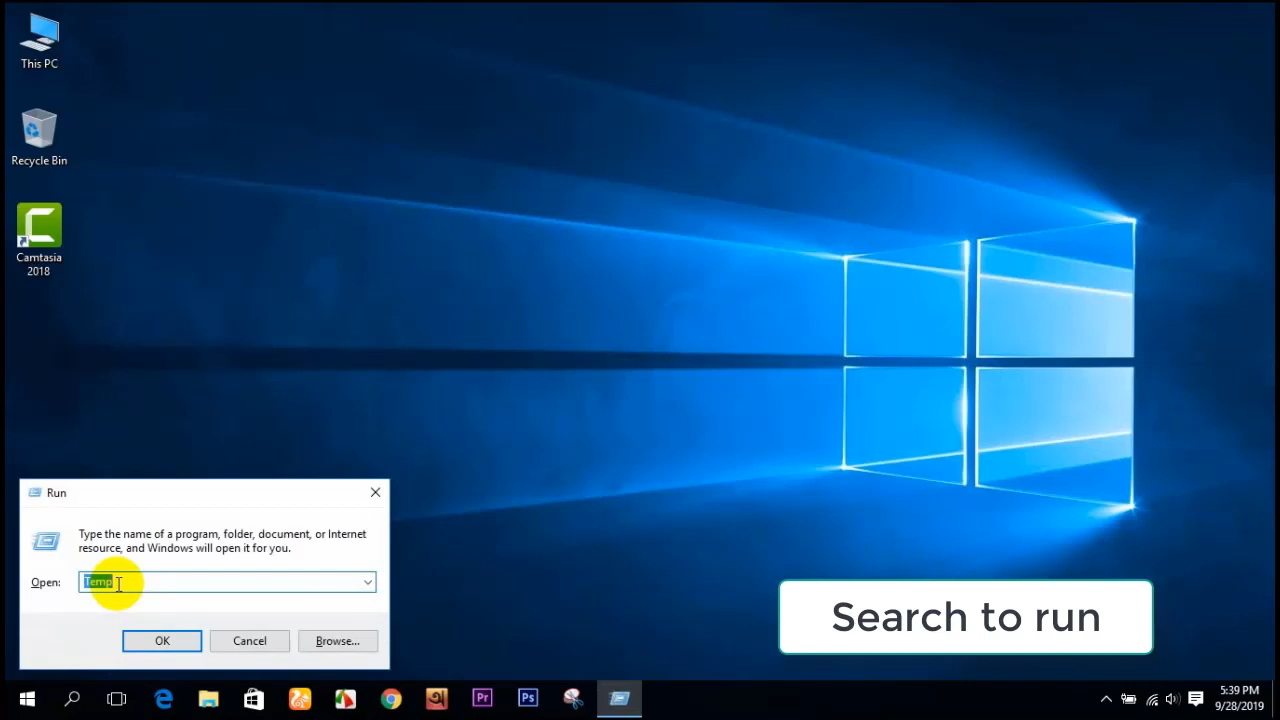 This PC
Recycle Bin
Camtasia
2018
Run
Type the name of a program, folder, document, or Internet
resource, and Windows will open it for you.
Open: Temp
OK Cancel Browse...
Search to run
Pr Ps
5:39 PM
9/28/2019